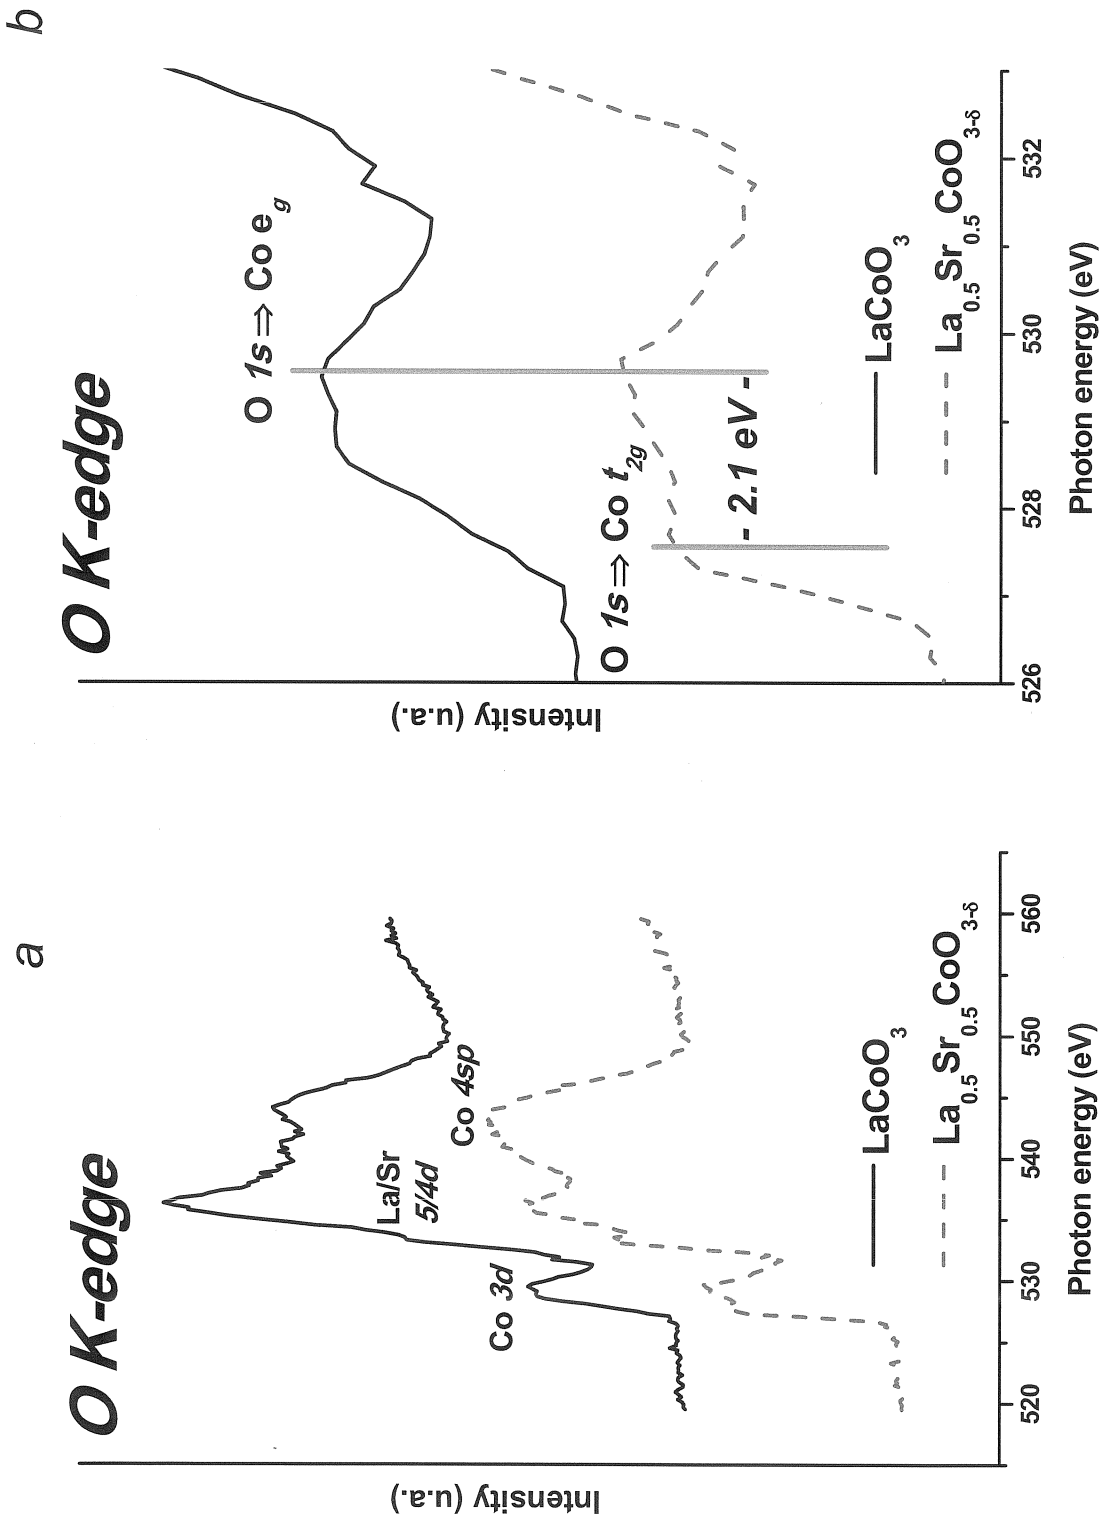 a
O K-edge
Intensity (u.a.)
Co 3d
La/Sr
5/4d
Co 4sp
LaCoO3
La0.5Sr0.5CoO3-δ
520 530 540 550 560
Photon energy (eV)
b
O K-edge
Intensity (u.a.)
O 1s⇒Co eg
O 1s⇒Co t2g
- 2.1 eV -
LaCoO3
La0.5Sr0.5CoO3-δ
526 528 530 532
Photon energy (eV)